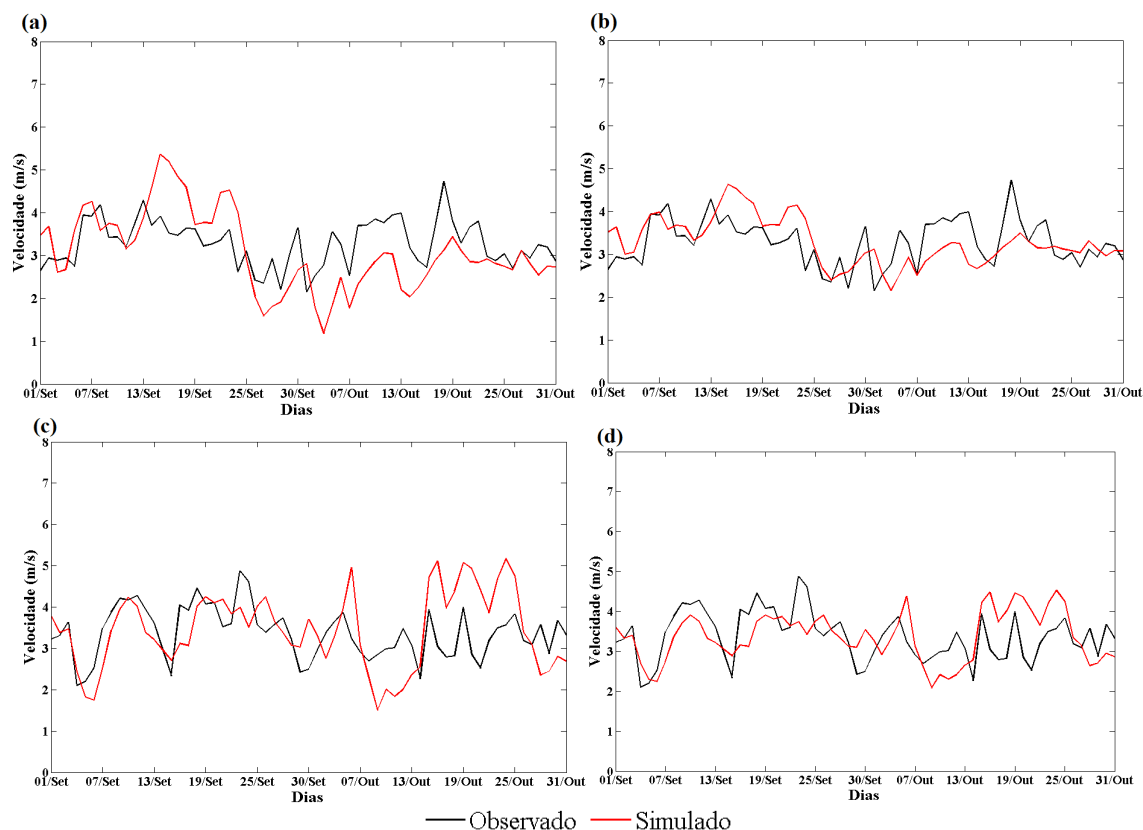 (a)
Velocidade (m/s)
8
7
6
5
4
3
2
1
0
01/Set 07/Set 13/Set 19/Set 25/Set 30/Set 07/Out 13/Out 19/Out 25/Out 31/Out
Dias
(b)
Velocidade (m/s)
8
7
6
5
4
3
2
1
0
01/Set 07/Set 13/Set 19/Set 25/Set 30/Set 07/Out 13/Out 19/Out 25/Out 31/Out
Dias
(c)
Velocidade (m/s)
8
7
6
5
4
3
2
1
0
01/Set 07/Set 13/Set 19/Set 25/Set 30/Set 07/Out 13/Out 19/Out 25/Out 31/Out
Dias
(d)
Velocidade (m/s)
8
7
6
5
4
3
2
1
0
01/Set 07/Set 13/Set 19/Set 25/Set 30/Set 07/Out 13/Out 19/Out 25/Out 31/Out
Dias
Observado Simulado